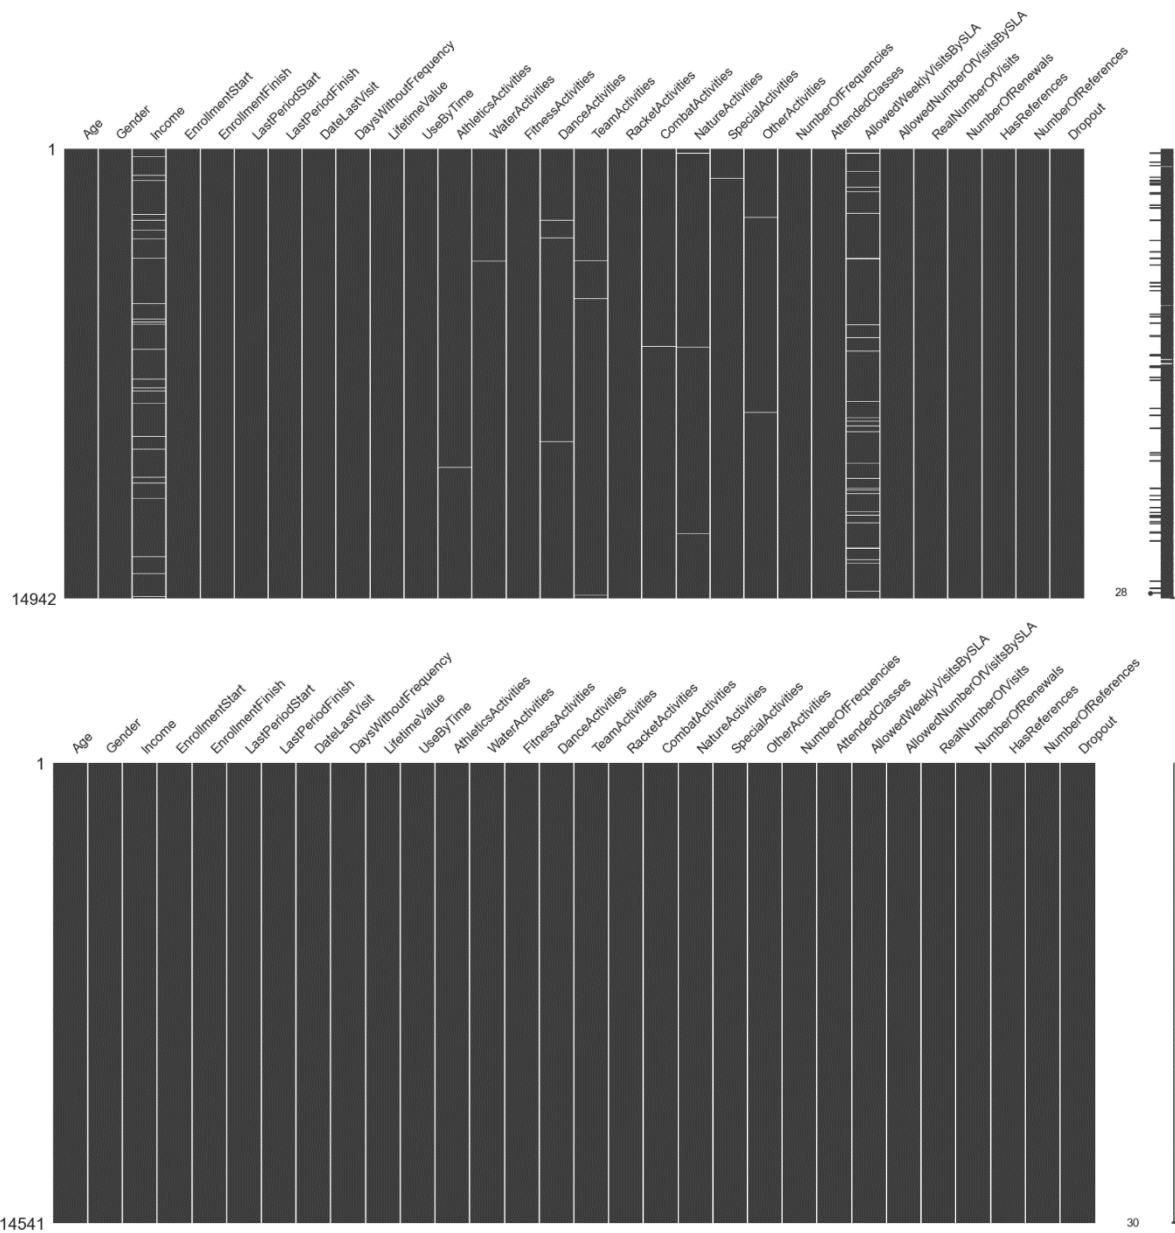 Age
Gender
Income
EnrollmentStart
EnrollmentFinish
LastPeriodStart
LastPeriodFinish
DateLastVisit
DaysWithoutFrequency
LifetimeValue
UseByTime
AthleticsActivities
WaterActivities
FitnessActivities
DanceActivities
TeamActivities
RacketActivities
CombatActivities
NatureActivities
SpecialActivities
OtherActivities
NumberOfFrequencies
AttendedClasses
AllowedWeeklyVisitsBySLA
AllowedNumberOfVisitsBySLA
RealNumberOfVisits
NumberOfRenewals
HasReferences
NumberOfReferences
Dropout
1
14942
28
Age
Gender
Income
EnrollmentStart
EnrollmentFinish
LastPeriodStart
LastPeriodFinish
DateLastVisit
DaysWithoutFrequency
LifetimeValue
UseByTime
AthleticsActivities
WaterActivities
FitnessActivities
DanceActivities
TeamActivities
RacketActivities
CombatActivities
NatureActivities
SpecialActivities
OtherActivities
NumberOfFrequencies
AttendedClasses
AllowedWeeklyVisitsBySLA
AllowedNumberOfVisitsBySLA
RealNumberOfVisits
NumberOfRenewals
HasReferences
NumberOfReferences
Dropout
1
14541
30